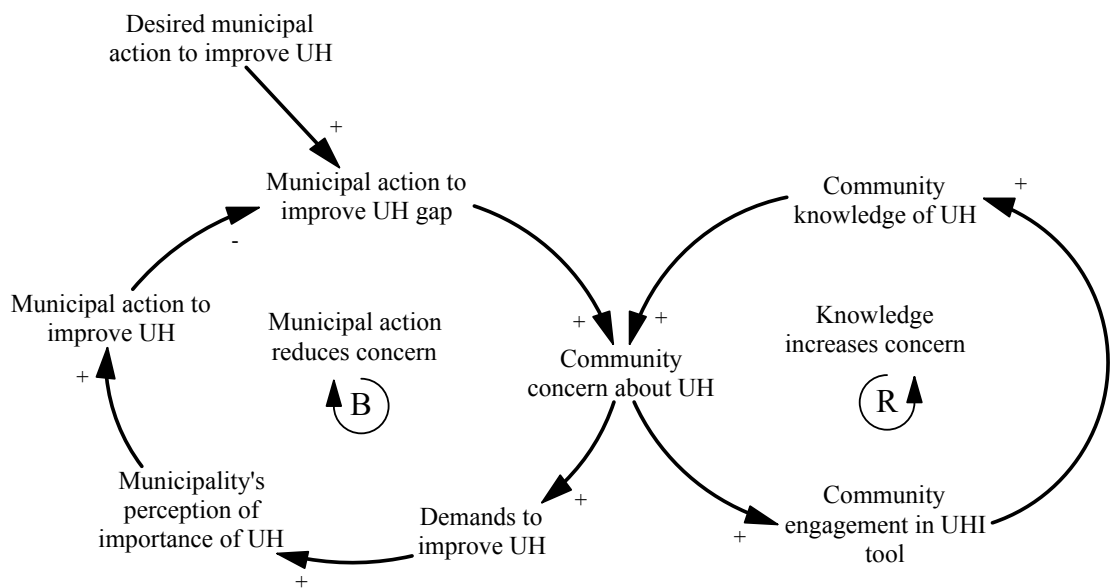 Desired municipal
action to improve UH
+
Municipal action to
improve UH gap
-
Municipal action to
improve UH
+
Municipal action
reduces concern
B
Municipality's
perception of
importance of UH
+
Demands to
improve UH
+
+
+
Community
concern about UH
Community
knowledge of UH
+
Knowledge
increases concern
R
Community
engagement in UHI
tool
+